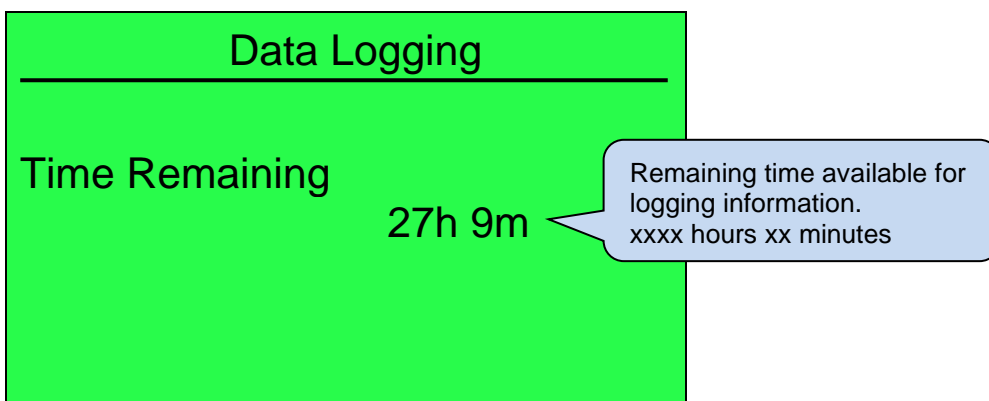 Data Logging
Time Remaining
27h 9m
Remaining time available for
logging information.
xxxx hours xx minutes